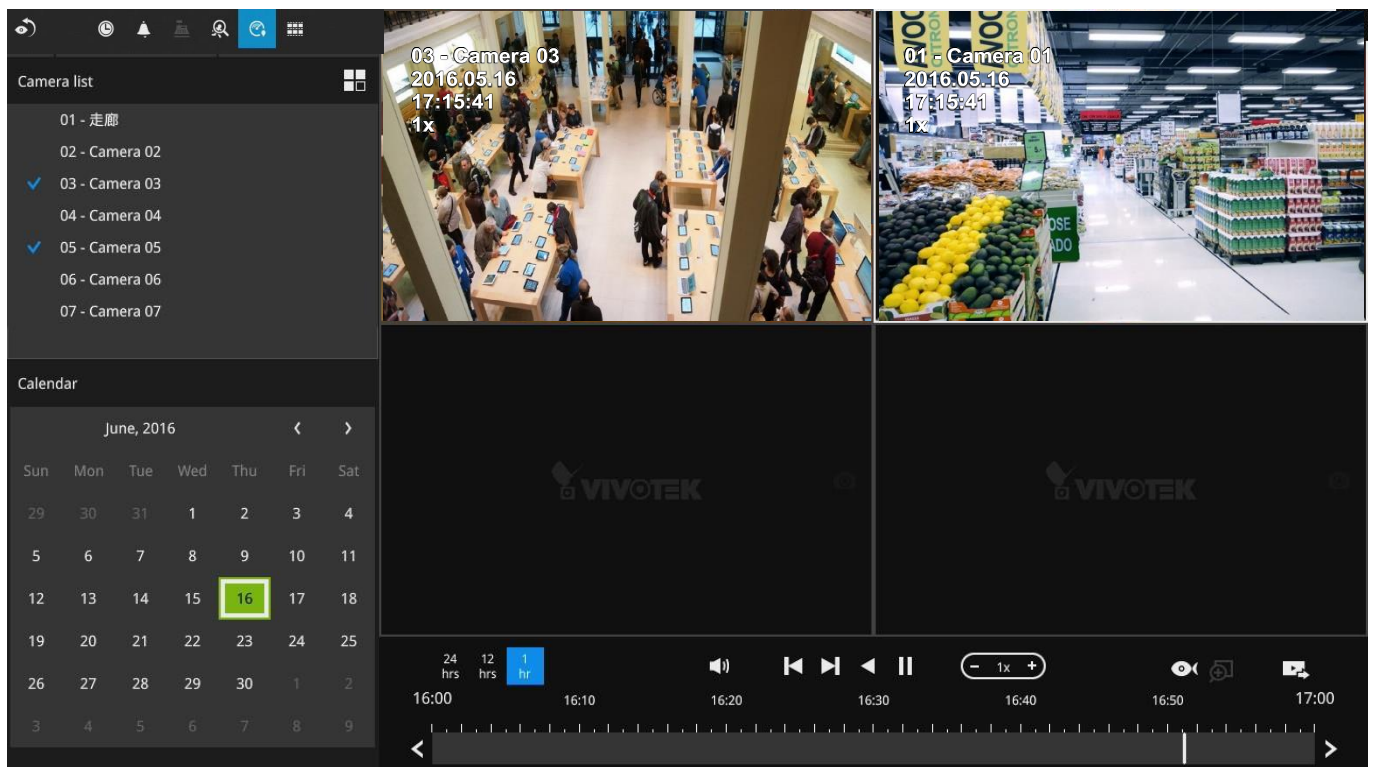 Camera list
01 - 走廊
02 - Camera 02
03 - Camera 03
04 - Camera 04
05 - Camera 05
06 - Camera 06
07 - Camera 07
Calendar
June, 2016
Sun Mon Tue Wed Thu Fri Sat
29 30 31 1 2 3 4
5 6 7 8 9 10 11
12 13 14 15 16 17 18
19 20 21 22 23 24 25
26 27 28 29 30 1 2
3 4 5 6 7 8 9
03 - Camera 03
2016.05.16
17:15:41
1x
01 - Camera 01
2016.05.16
17:15:41
1x
VIVOTEK
VIVOTEK
24 hrs
12 hrs
1 hr
- 1x +
16:00 16:10 16:20 16:30 16:40 16:50 17:00